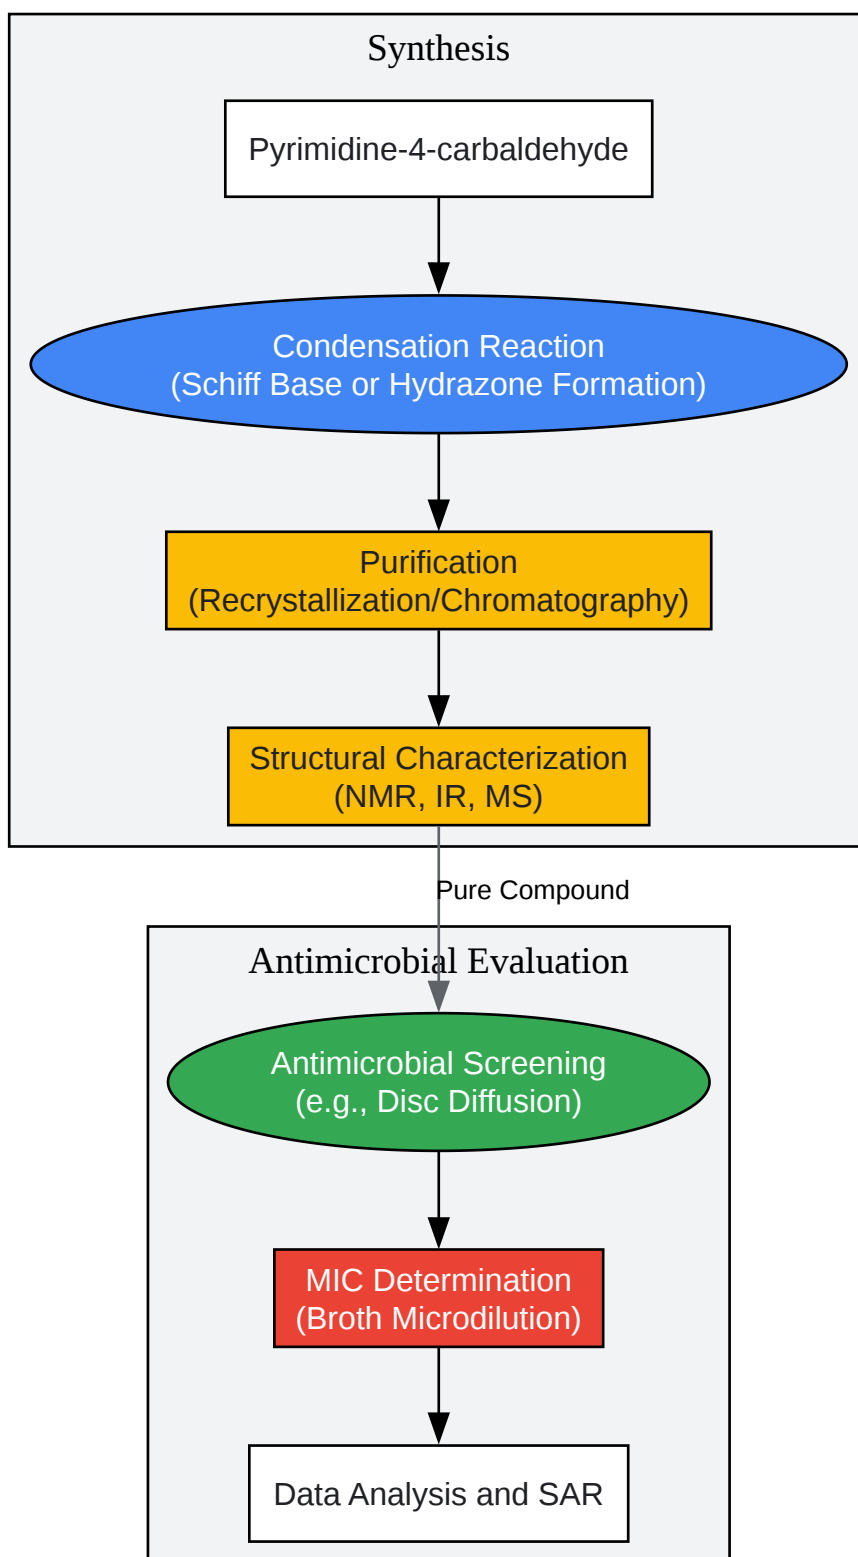 Synthesis
Pyrimidine-4-carbaldehyde
Condensation Reaction
(Schiff Base or Hydrazone Formation)
Purification
(Recrystallization/Chromatography)
Structural Characterization
(NMR, IR, MS)
Pure Compound
Antimicrobial Evaluation
Antimicrobial Screening
(e.g., Disc Diffusion)
MIC Determination
(Broth Microdilution)
Data Analysis and SAR